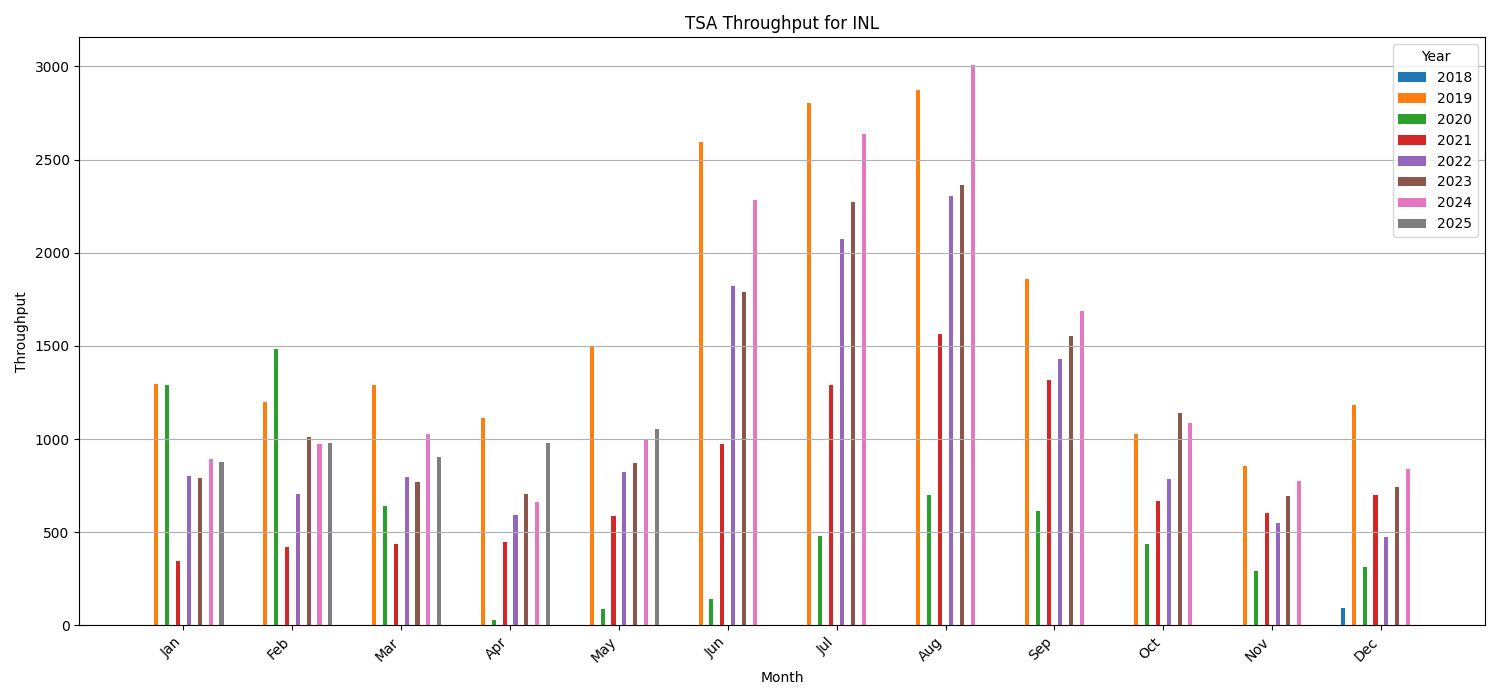 TSA Throughput for INL
Throughput
3000
2500
2000
1500
1000
500
0
Year
2018
2019
2020
2021
2022
2023
2024
2025
Jan
Feb
Mar
Apr
May
Jun
Jul
Aug
Sep
Oct
Nov
Dec
Month